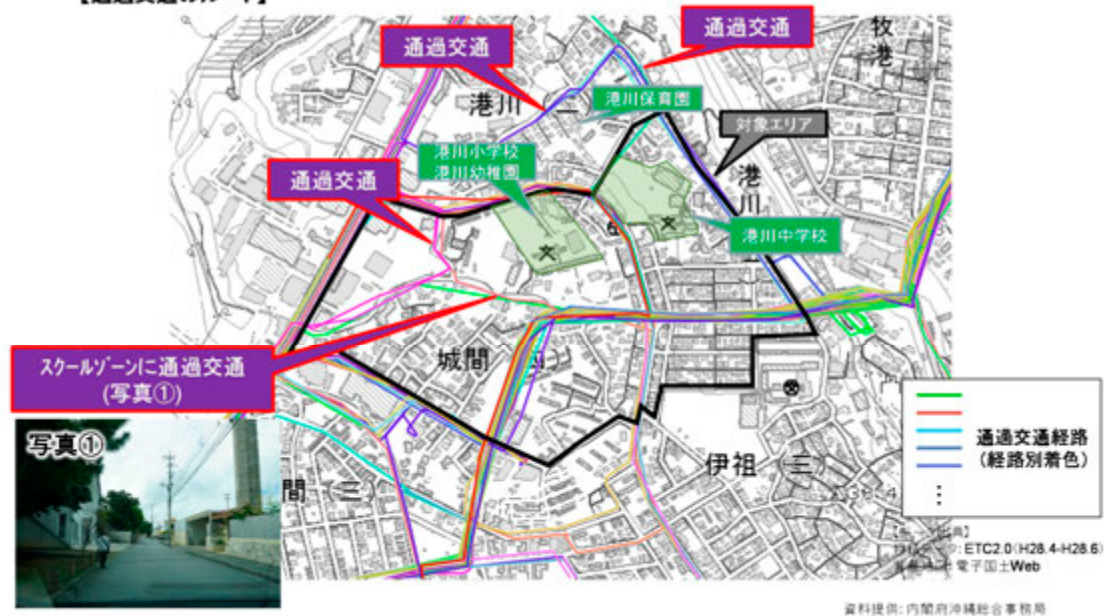 通過交通
通過交通
牧港
港川 二
港川保育園
対象エリア
港川小学校
港川幼稚園
通過交通
港川
港川中学校
スクールゾーンに通過交通
(写真①)
城間
写真①
間 三
伊祖 三
通過交通経路
(経路別着色)
⋮
ETC2.0(H28.4-H28.6)
電子国土Web
資料提供:内閣府沖縄総合事務局